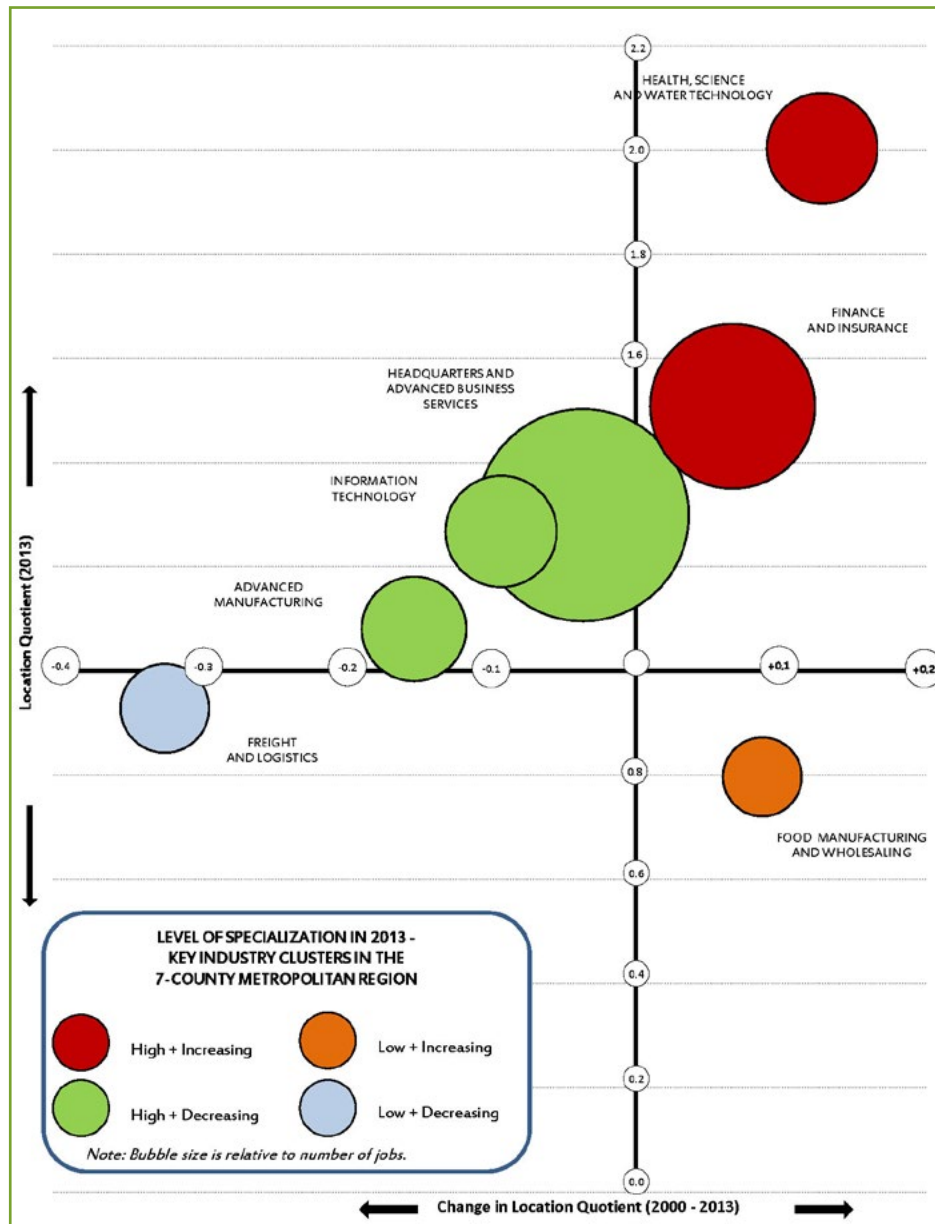 2.2
HEALTH, SCIENCE
AND WATER TECHNOLOGY
2.0
1.8
FINANCE
AND INSURANCE
1.6
HEADQUARTERS AND
ADVANCED BUSINESS
SERVICES
INFORMATION
TECHNOLOGY
ADVANCED
MANUFACTURING
Location Quotient (2013)
-0.4
-0.3
-0.2
-0.1
+0.1
+0.2
FREIGHT
AND LOGISTICS
0.8
FOOD MANUFACTURING
AND WHOLESALING
0.6
LEVEL OF SPECIALIZATION IN 2013 -
KEY INDUSTRY CLUSTERS IN THE
7-COUNTY METROPOLITAN REGION
High + Increasing
Low + Increasing
High + Decreasing
Low + Decreasing
Note: Bubble size is relative to number of jobs.
0.4
0.2
0.0
Change in Location Quotient (2000 - 2013)